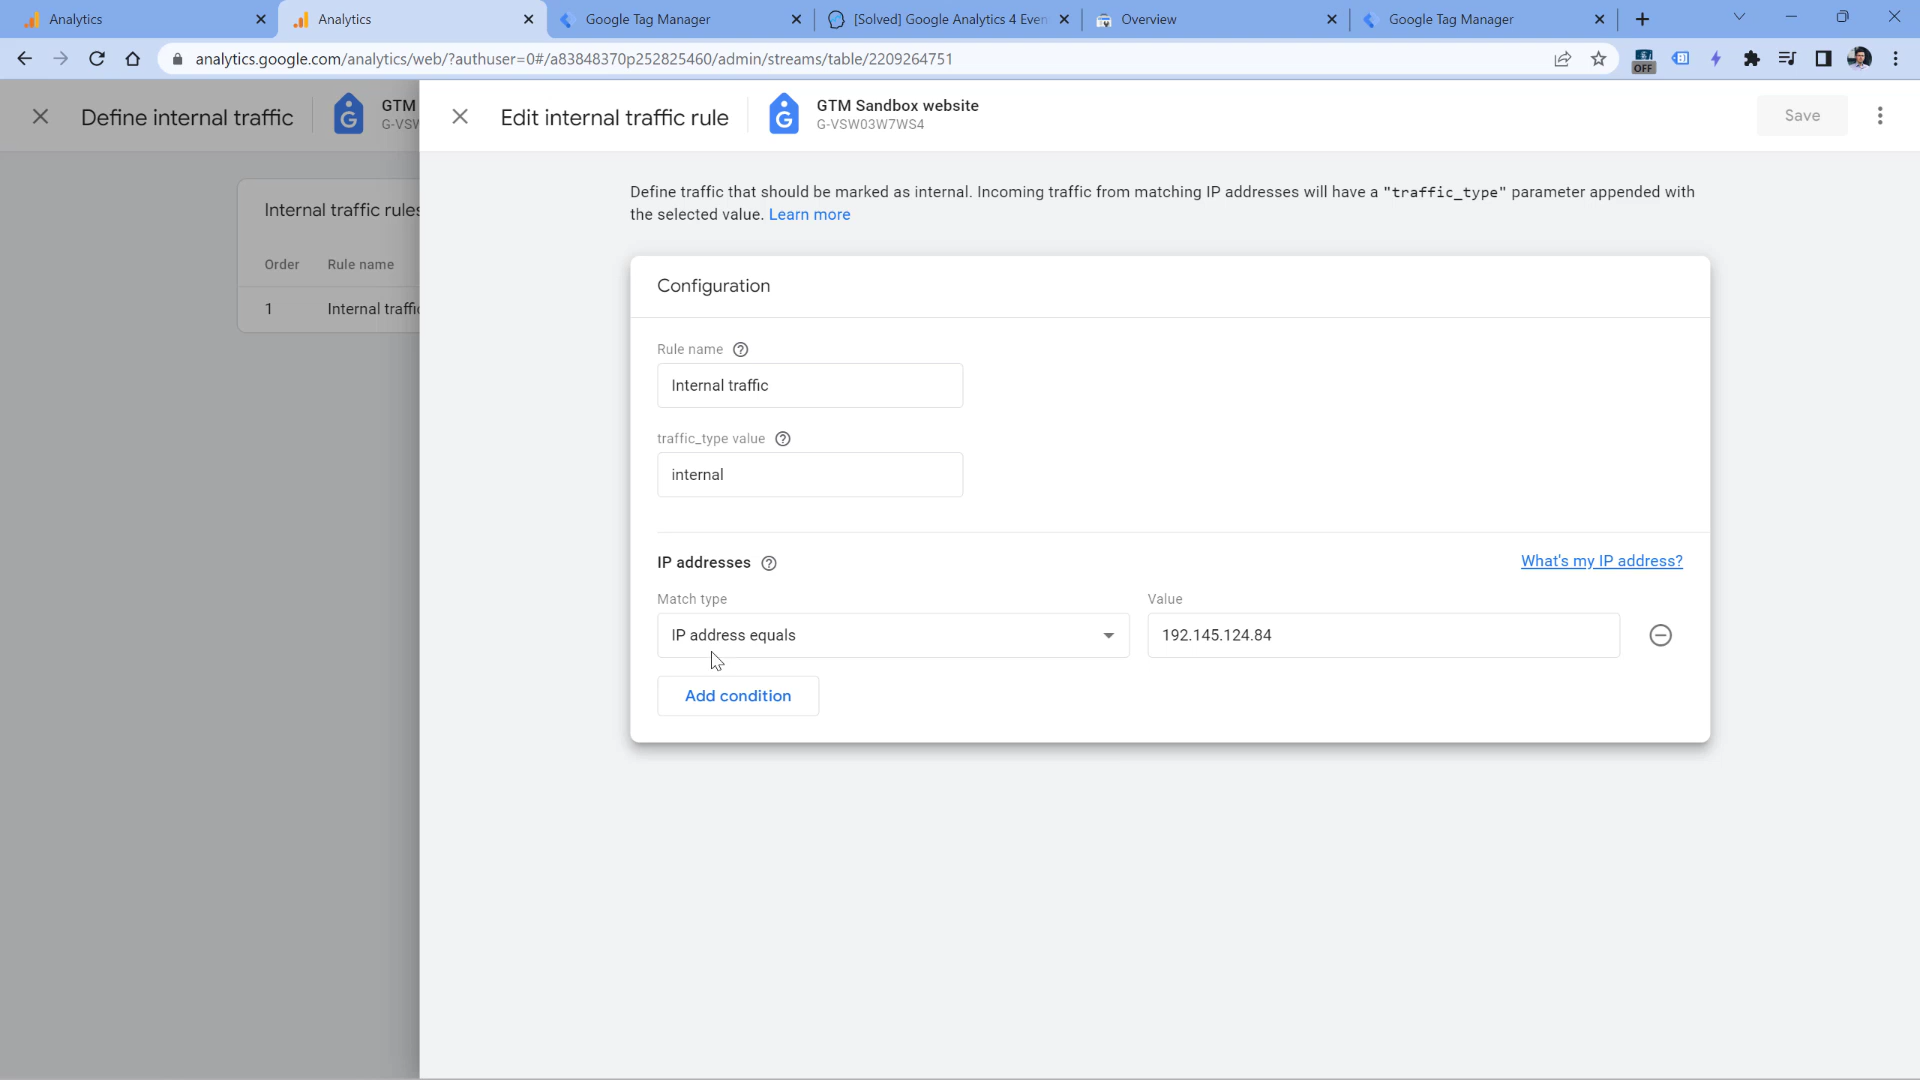 Analytics
Analytics
Google Tag Manager
[Solved] Google Analytics 4 Even
Overview
Google Tag Manager
analytics.google.com/analytics/web/?authuser=0#/a83848370p252825460/admin/streams/table/2209264751
OFF
Define internal traffic
GTM
G-VSV
Edit internal traffic rule
GTM Sandbox website
G-VSW03W7WS4
Save
Define traffic that should be marked as internal. Incoming traffic from matching IP addresses will have a "traffic_type" parameter appended with
the selected value. Learn more
Internal traffic rules
Order Rule name
1 Internal traffic
Configuration
Rule name
Internal traffic
traffic_type value
internal
IP addresses
What's my IP address?
Match type
Value
IP address equals
192.145.124.84
Add condition